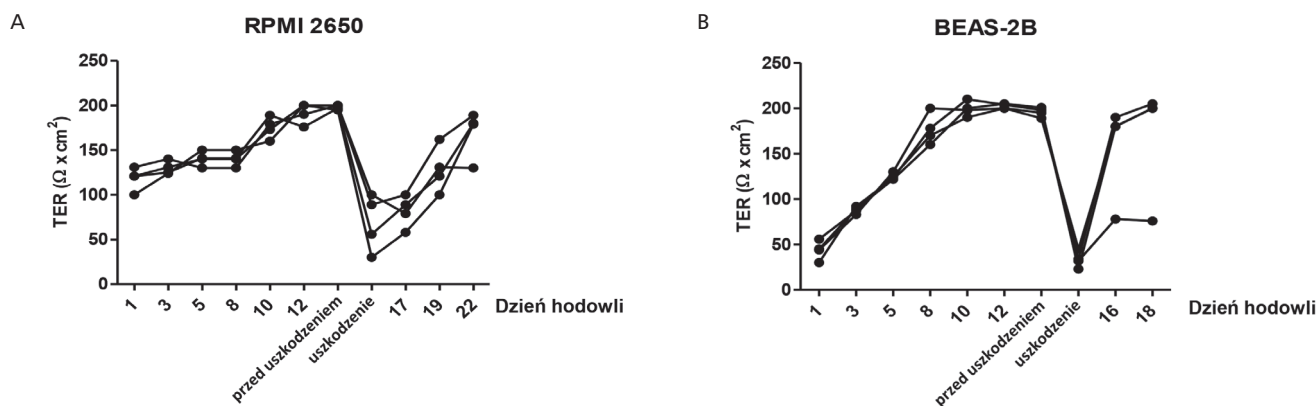 A
RPMI 2650
TER (Ω x cm²)
250
200
150
100
50
0
1
3
5
8
10
12
przed uszkodzeniem
uszkodzenie
17
19
22
Dzień hodowli
B
BEAS-2B
TER (Ω x cm²)
250
200
150
100
50
0
1
3
5
8
10
12
przed uszkodzeniem
uszkodzenie
16
18
Dzień hodowli